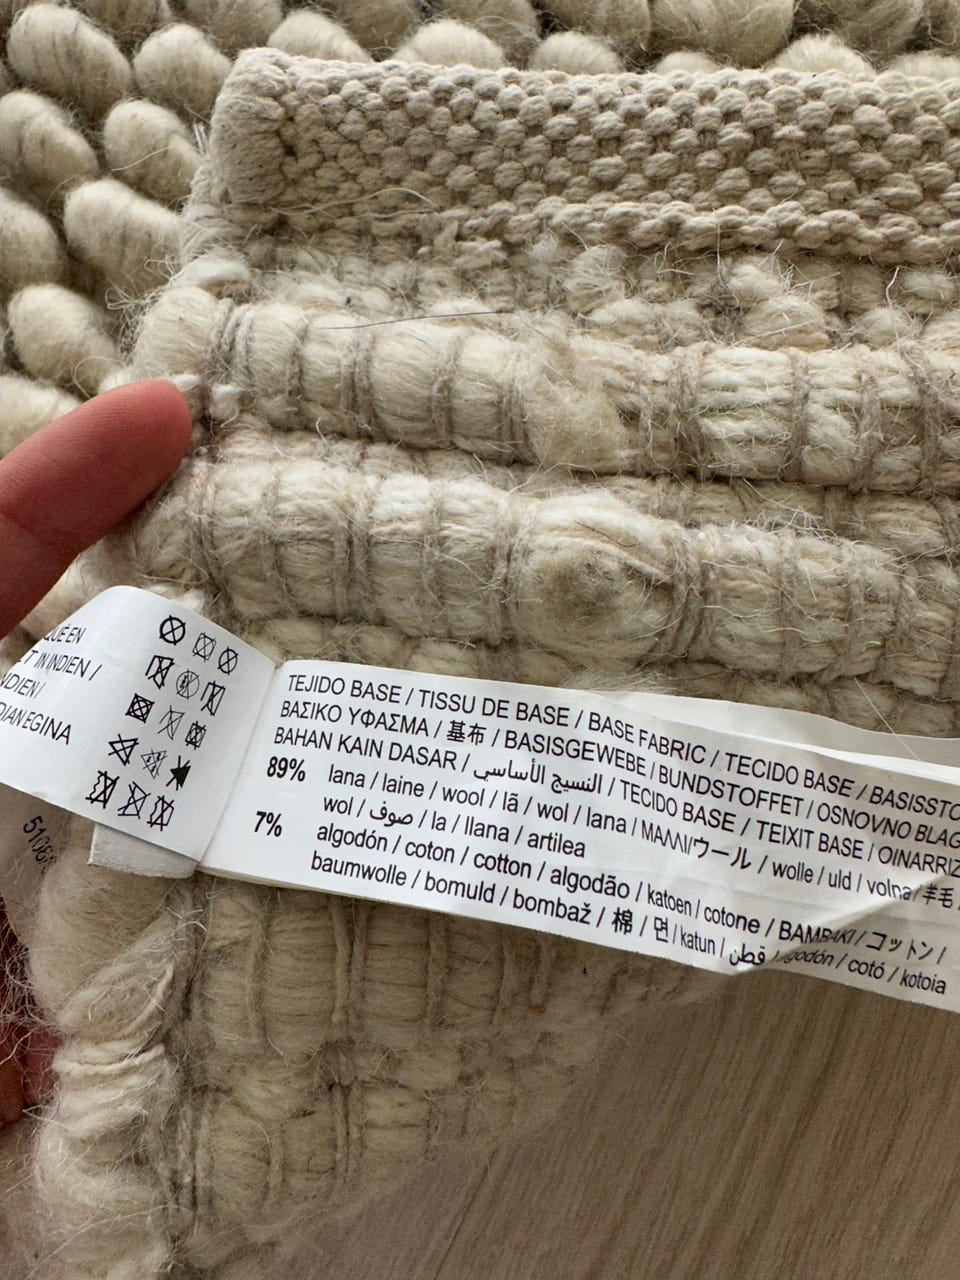 QUÉ EN
T IN INDIEN /
NDIEN /
DIAN EGINA
5106
TEJIDO BASE / TISSU DE BASE / BASE FABRIC / TECIDO BASE / BASISSTO
ΒΑΣΙΚΟ ΥΦΑΣΜΑ / 基布 / BASISGEWEBE / BUNDSTOFFET / OSNOVNO BLAG
BAHAN KAIN DASAR / النسيج الأساسي / TECIDO BASE / TEIXIT BASE / OINARRIZ
89% lana / laine / wool / lã / wol / lana / ΜΑΛΛΙ/ウール / wolle / uld / volna / 羊毛 /
wol / صوف / la / llana / artilea
7% algodón / coton / cotton / algodão / katoen / cotone / ΒΑΜΒΑΚΙ / コットン /
baumwolle / bomuld / bombaž / 棉 / 면 / katun / قطن / algodón / cotó / kotoia